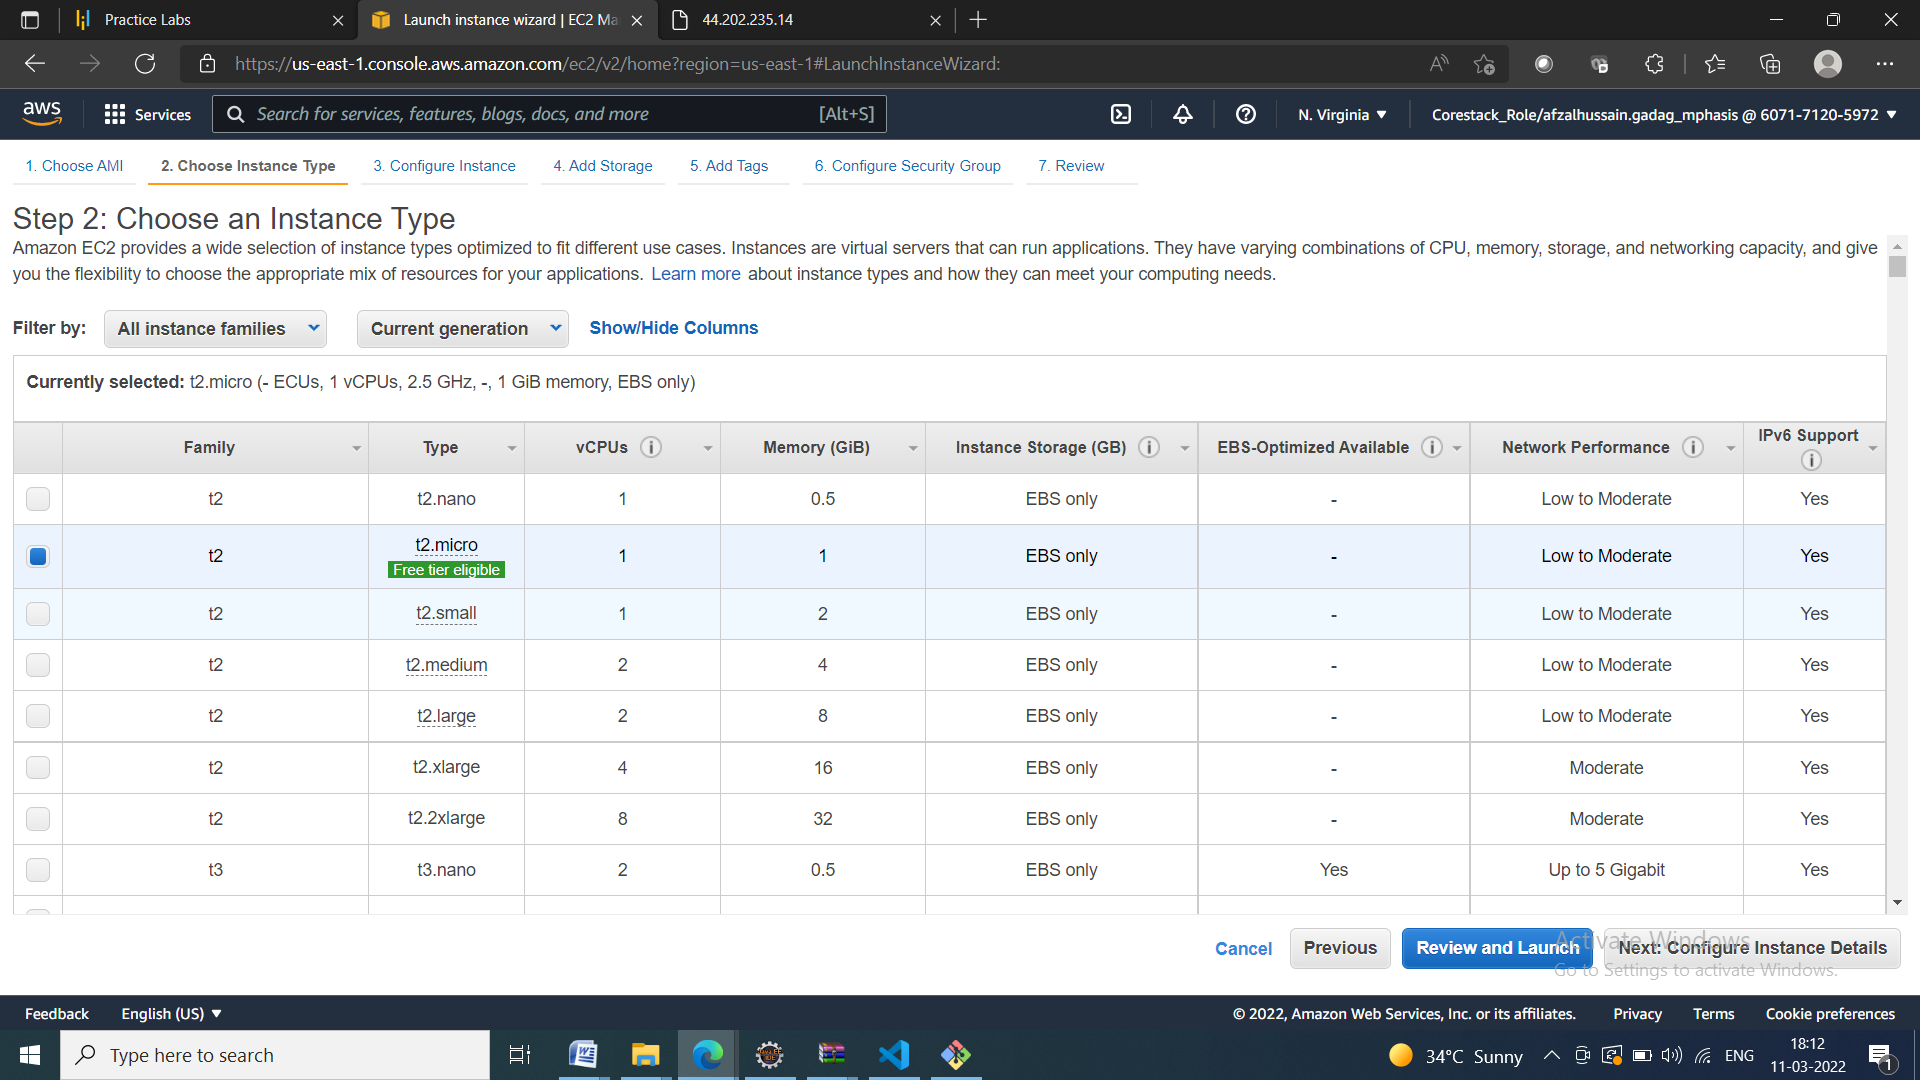 Practice Labs
Launch instance wizard | EC2 Ma
44.202.235.14
https://us-east-1.console.aws.amazon.com/ec2/v2/home?region=us-east-1#LaunchInstanceWizard:
aws Services Search for services, features, blogs, docs, and more [Alt+S] N. Virginia ▼ Corestack_Role/afzalhussain.gadag_mphasis @ 6071-7120-5972 ▼
1. Choose AMI 2. Choose Instance Type 3. Configure Instance 4. Add Storage 5. Add Tags 6. Configure Security Group 7. Review
Step 2: Choose an Instance Type
Amazon EC2 provides a wide selection of instance types optimized to fit different use cases. Instances are virtual servers that can run applications. They have varying combinations of CPU, memory, storage, and networking capacity, and give
you the flexibility to choose the appropriate mix of resources for your applications. Learn more about instance types and how they can meet your computing needs.
Filter by: All instance families Current generation Show/Hide Columns
Currently selected: t2.micro (- ECUs, 1 vCPUs, 2.5 GHz, -, 1 GiB memory, EBS only)
Family Type vCPUs Memory (GiB) Instance Storage (GB) EBS-Optimized Available Network Performance IPv6 Support
t2 t2.nano 1 0.5 EBS only - Low to Moderate Yes
t2 t2.micro 1 1 EBS only - Low to Moderate Yes
Free tier eligible
t2 t2.small 1 2 EBS only - Low to Moderate Yes
t2 t2.medium 2 4 EBS only - Low to Moderate Yes
t2 t2.large 2 8 EBS only - Low to Moderate Yes
t2 t2.xlarge 4 16 EBS only - Moderate Yes
t2 t2.2xlarge 8 32 EBS only - Moderate Yes
t3 t3.nano 2 0.5 EBS only Yes Up to 5 Gigabit Yes
Cancel Previous Review and Launch Next: Configure Instance Details
Activate Windows
Go to Settings to activate Windows.
Feedback English (US) ▼ © 2022, Amazon Web Services, Inc. or its affiliates. Privacy Terms Cookie preferences
Type here to search 34°C Sunny ENG 18:12
11-03-2022 1